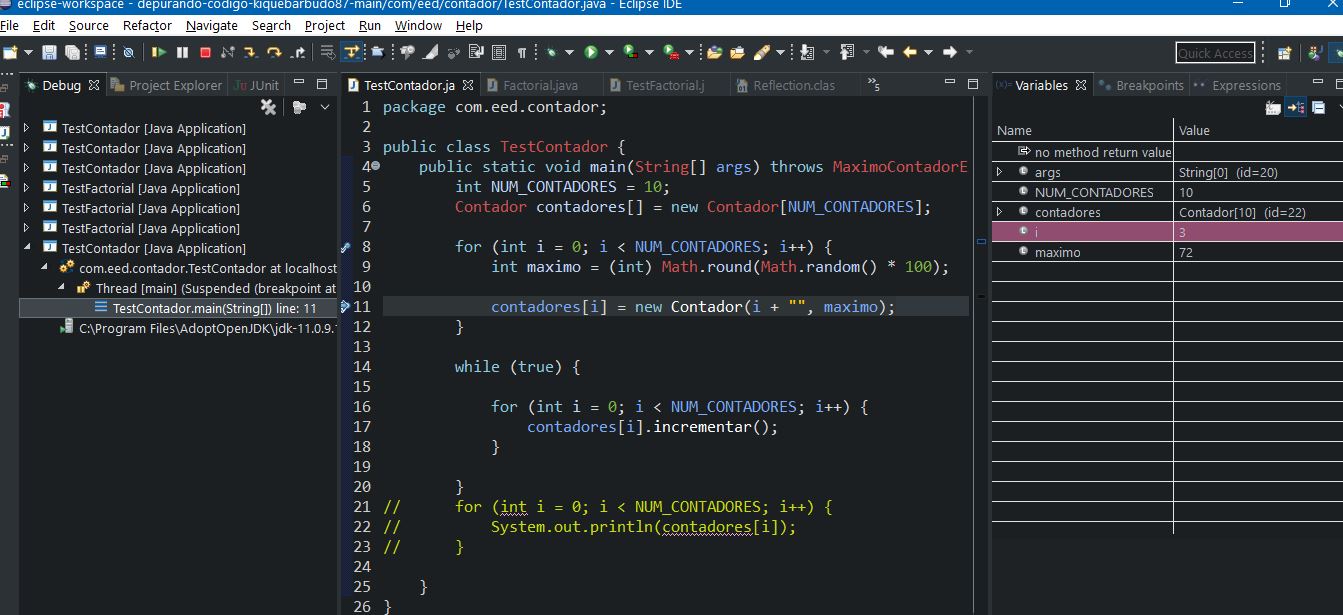 eclipse-workspace - depurando-codigo-kiquebarbudo87-main/com/eed/contador/TestContador.java - Eclipse IDE
File Edit Source Refactor Navigate Search Project Run Window Help
Quick Access
Debug Project Explorer JUnit
TestContador [Java Application]
TestContador [Java Application]
TestContador [Java Application]
TestFactorial [Java Application]
TestFactorial [Java Application]
TestFactorial [Java Application]
TestContador [Java Application]
com.eed.contador.TestContador at localhost
Thread [main] (Suspended (breakpoint at
TestContador.main(String[]) line: 11
C:\Program Files\AdoptOpenJDK\jdk-11.0.9.
TestContador.ja Factorial.java TestFactorial.j Reflection.clas »5
1 package com.eed.contador;
2
3 public class TestContador {
4 public static void main(String[] args) throws MaximoContadorE
5 int NUM_CONTADORES = 10;
6 Contador contadores[] = new Contador[NUM_CONTADORES];
7
8 for (int i = 0; i < NUM_CONTADORES; i++) {
9 int maximo = (int) Math.round(Math.random() * 100);
10
11 contadores[i] = new Contador(i + "", maximo);
12 }
13
14 while (true) {
15
16 for (int i = 0; i < NUM_CONTADORES; i++) {
17 contadores[i].incrementar();
18 }
19
20 }
21 // for (int i = 0; i < NUM_CONTADORES; i++) {
22 // System.out.println(contadores[i]);
23 // }
24
25 }
26 }
Variables Breakpoints Expressions
Name Value
no method return value
args String[0] (id=20)
NUM_CONTADORES 10
contadores Contador[10] (id=22)
i 3
maximo 72